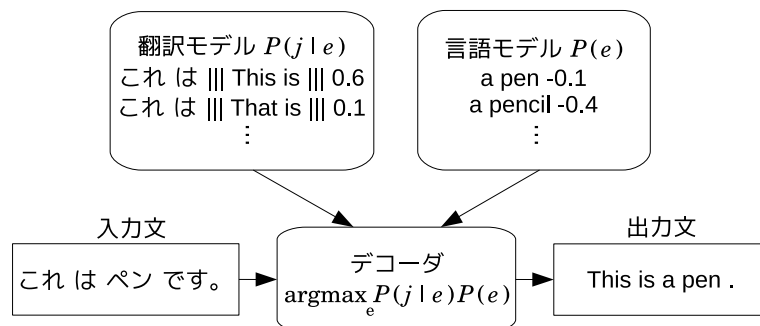 翻訳モデル P(j | e)
これ は ||| This is ||| 0.6
これ は ||| That is ||| 0.1
⋮
言語モデル P(e)
a pen -0.1
a pencil -0.4
⋮
入力文
これ は ペン です。
デコーダ
argmax_e P(j | e)P(e)
出力文
This is a pen .